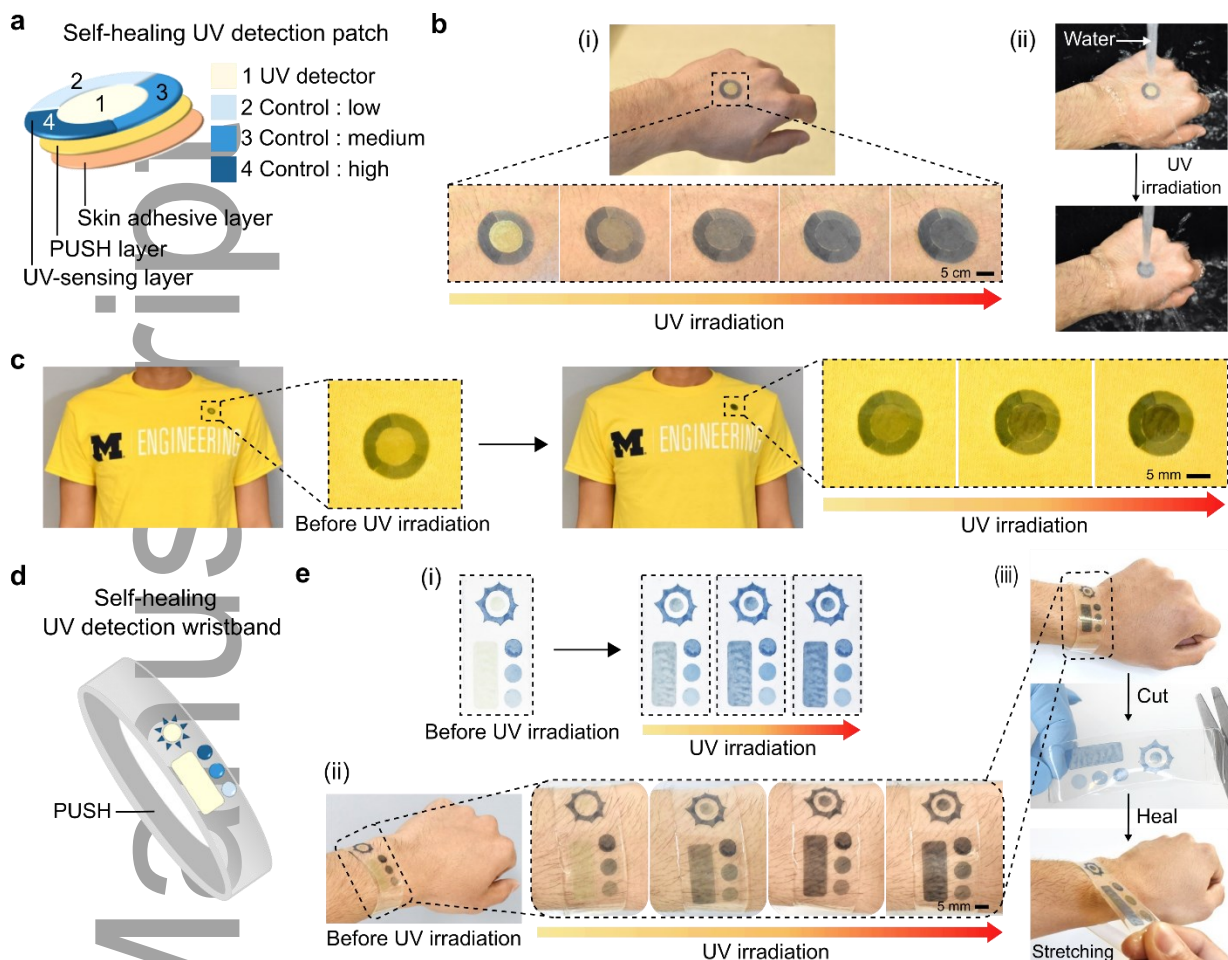 a
Self-healing UV detection patch
2
3
1
4
1 UV detector
2 Control : low
3 Control : medium
4 Control : high
Skin adhesive layer
PUSH layer
UV-sensing layer
b
(i)
5 cm
UV irradiation
(ii)
Water
UV
irradiation
c
M ENGINEERING
Before UV irradiation
M ENGINEERING
5 mm
UV irradiation
d
Self-healing
UV detection wristband
PUSH
e
(i)
Before UV irradiation
UV irradiation
(ii)
Before UV irradiation
5 mm
UV irradiation
(iii)
Cut
Heal
Stretching